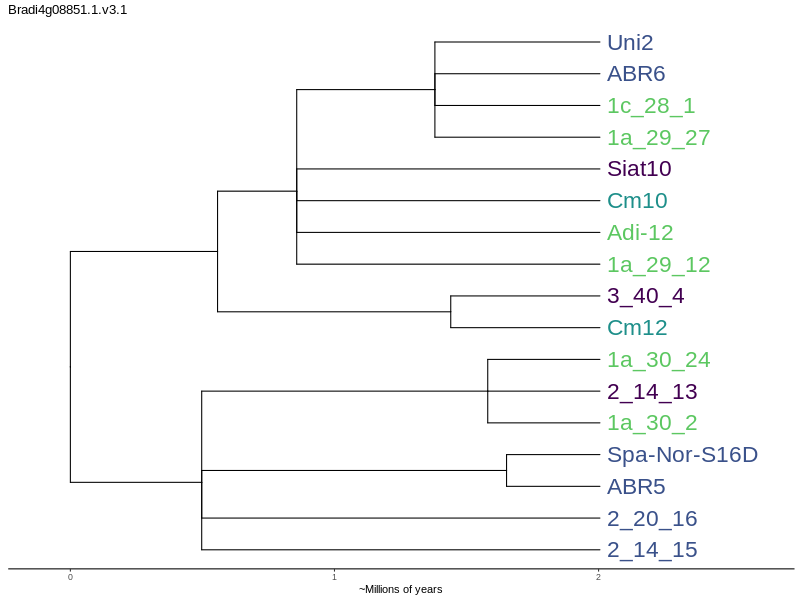 Bradi4g08851.1.v3.1
Uni2
ABR6
1c_28_1
1a_29_27
Siat10
Cm10
Adi-12
1a_29_12
3_40_4
Cm12
1a_30_24
2_14_13
1a_30_2
Spa-Nor-S16D
ABR5
2_20_16
2_14_15
0 1 2
~Millions of years